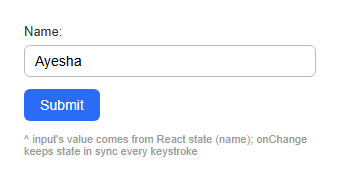 Name:
Ayesha
Submit
^ input's value comes from React state (name); onChange
keeps state in sync every keystroke